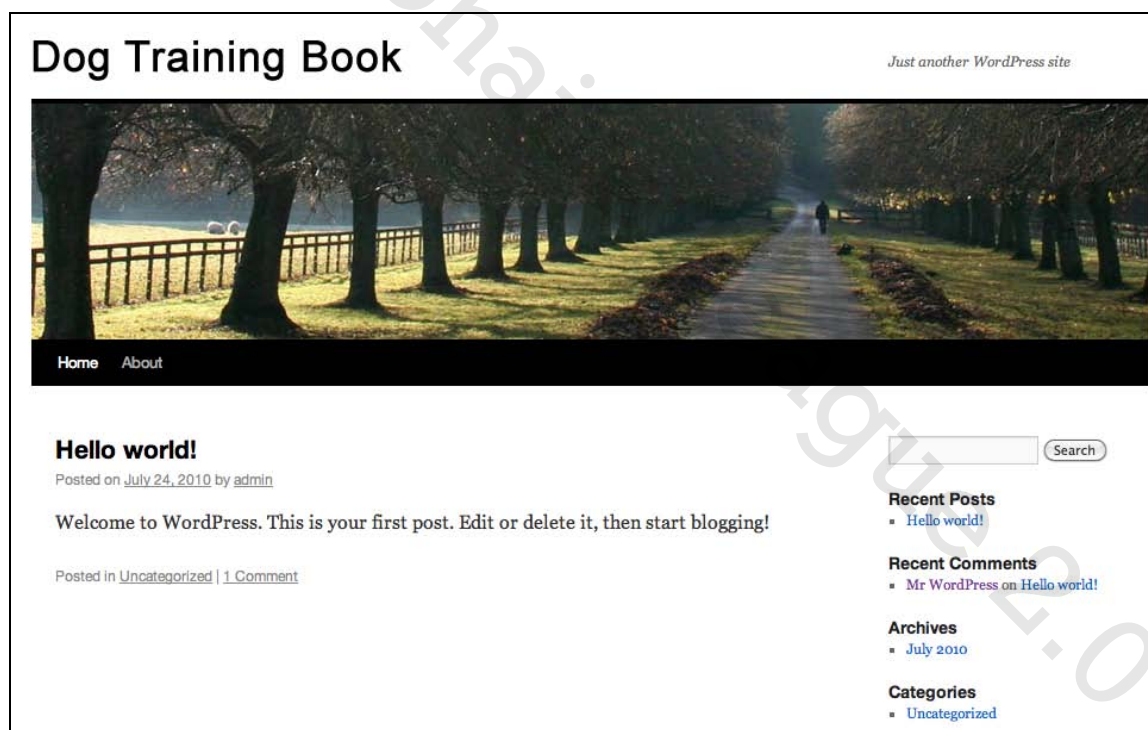 Dog Training Book
Just another WordPress site
Home About
Hello world!
Posted on July 24, 2010 by admin
Welcome to WordPress. This is your first post. Edit or delete it, then start blogging!
Posted in Uncategorized | 1 Comment
Search
Recent Posts
Hello world!
Recent Comments
Mr WordPress on Hello world!
Archives
July 2010
Categories
Uncategorized